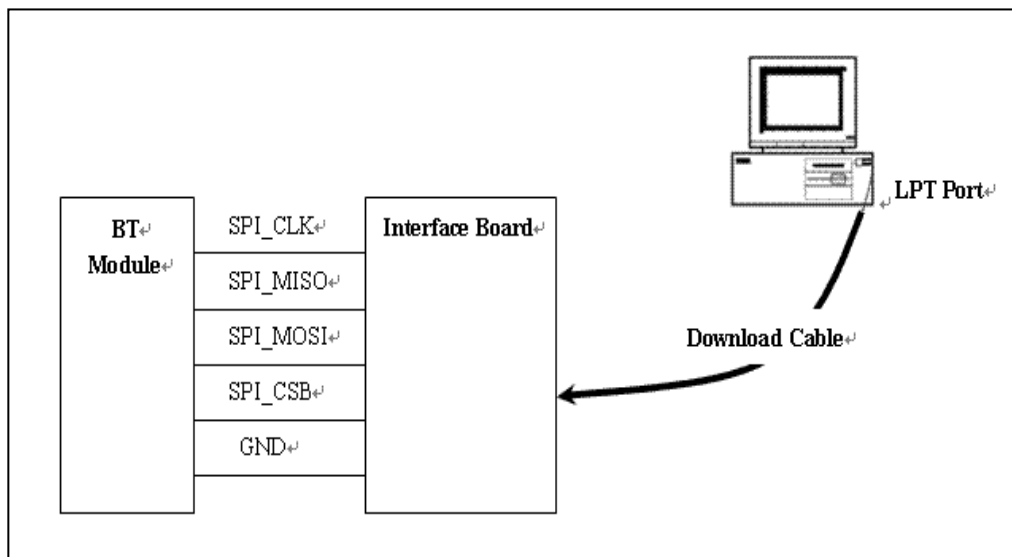 BT↵
Module↵
SPI_CLK↵
SPI_MISO↵
SPI_MOSI↵
SPI_CSB↵
GND↵
Interface Board↵
↵ LPT Port↵
Download Cable↵